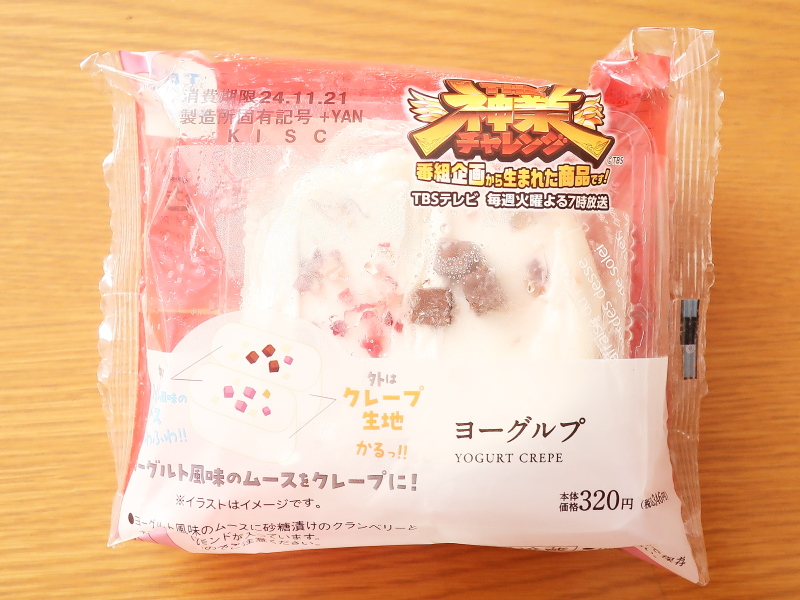 消費期限24.11.21
製造所固有記号 +YAN
KISC
神業
チャレンジ
©TBS
番組企画から生まれた商品です!
TBSテレビ 毎週火曜よる7時放送
外は
クレープ
生地
かるっ!!
ふわ!!
ーグルト風味のムースをクレープに!
※イラストはイメージです。
ヨーグルプ
YOGURT CREPE
本体
価格320円
●ヨーグルト風味のムースに砂糖漬けのクランベリーと